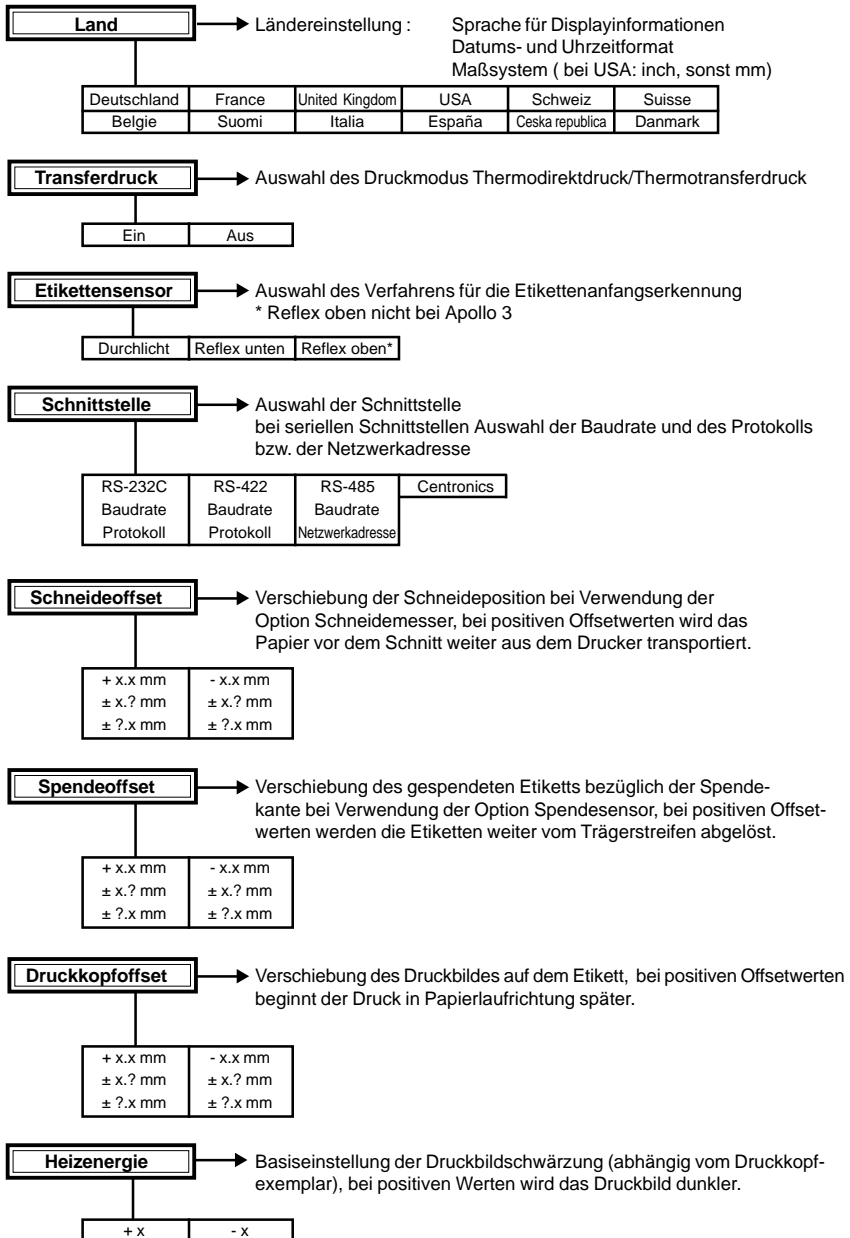 Land Ländereinstellung : Sprache für Displayinformationen
Datums- und Uhrzeitformat
Maßsystem ( bei USA: inch, sonst mm)
Deutschland France United Kingdom USA Schweiz Suisse
Belgie Suomi Italia España Ceska republica Danmark
Transferdruck Auswahl des Druckmodus Thermodirektdruck/Thermotransferdruck
Ein Aus
Etikettensensor Auswahl des Verfahrens für die Etikettenanfangserkennung
* Reflex oben nicht bei Apollo 3
Durchlicht Reflex unten Reflex oben*
Schnittstelle Auswahl der Schnittstelle
bei seriellen Schnittstellen Auswahl der Baudrate und des Protokolls
bzw. der Netzwerkadresse
RS-232C RS-422 RS-485 Centronics
Baudrate Baudrate Baudrate
Protokoll Protokoll Netzwerkadresse
Schneideoffset Verschiebung der Schneideposition bei Verwendung der
Option Schneidemesser, bei positiven Offsetwerten wird das
Papier vor dem Schnitt weiter aus dem Drucker transportiert.
+ x.x mm - x.x mm
± x.? mm ± x.? mm
± ?.x mm ± ?.x mm
Spendeoffset Verschiebung des gespendeten Etiketts bezüglich der Spende-
kante bei Verwendung der Option Spendesensor, bei positiven Offset-
werten werden die Etiketten weiter vom Trägerstreifen abgelöst.
+ x.x mm - x.x mm
± x.? mm ± x.? mm
± ?.x mm ± ?.x mm
Druckkopfoffset Verschiebung des Druckbildes auf dem Etikett, bei positiven Offsetwerten
beginnt der Druck in Papierlaufrichtung später.
+ x.x mm - x.x mm
± x.? mm ± x.? mm
± ?.x mm ± ?.x mm
Heizenergie Basiseinstellung der Druckbildschwärzung (abhängig vom Druckkopf-
exemplar), bei positiven Werten wird das Druckbild dunkler.
+ x - x